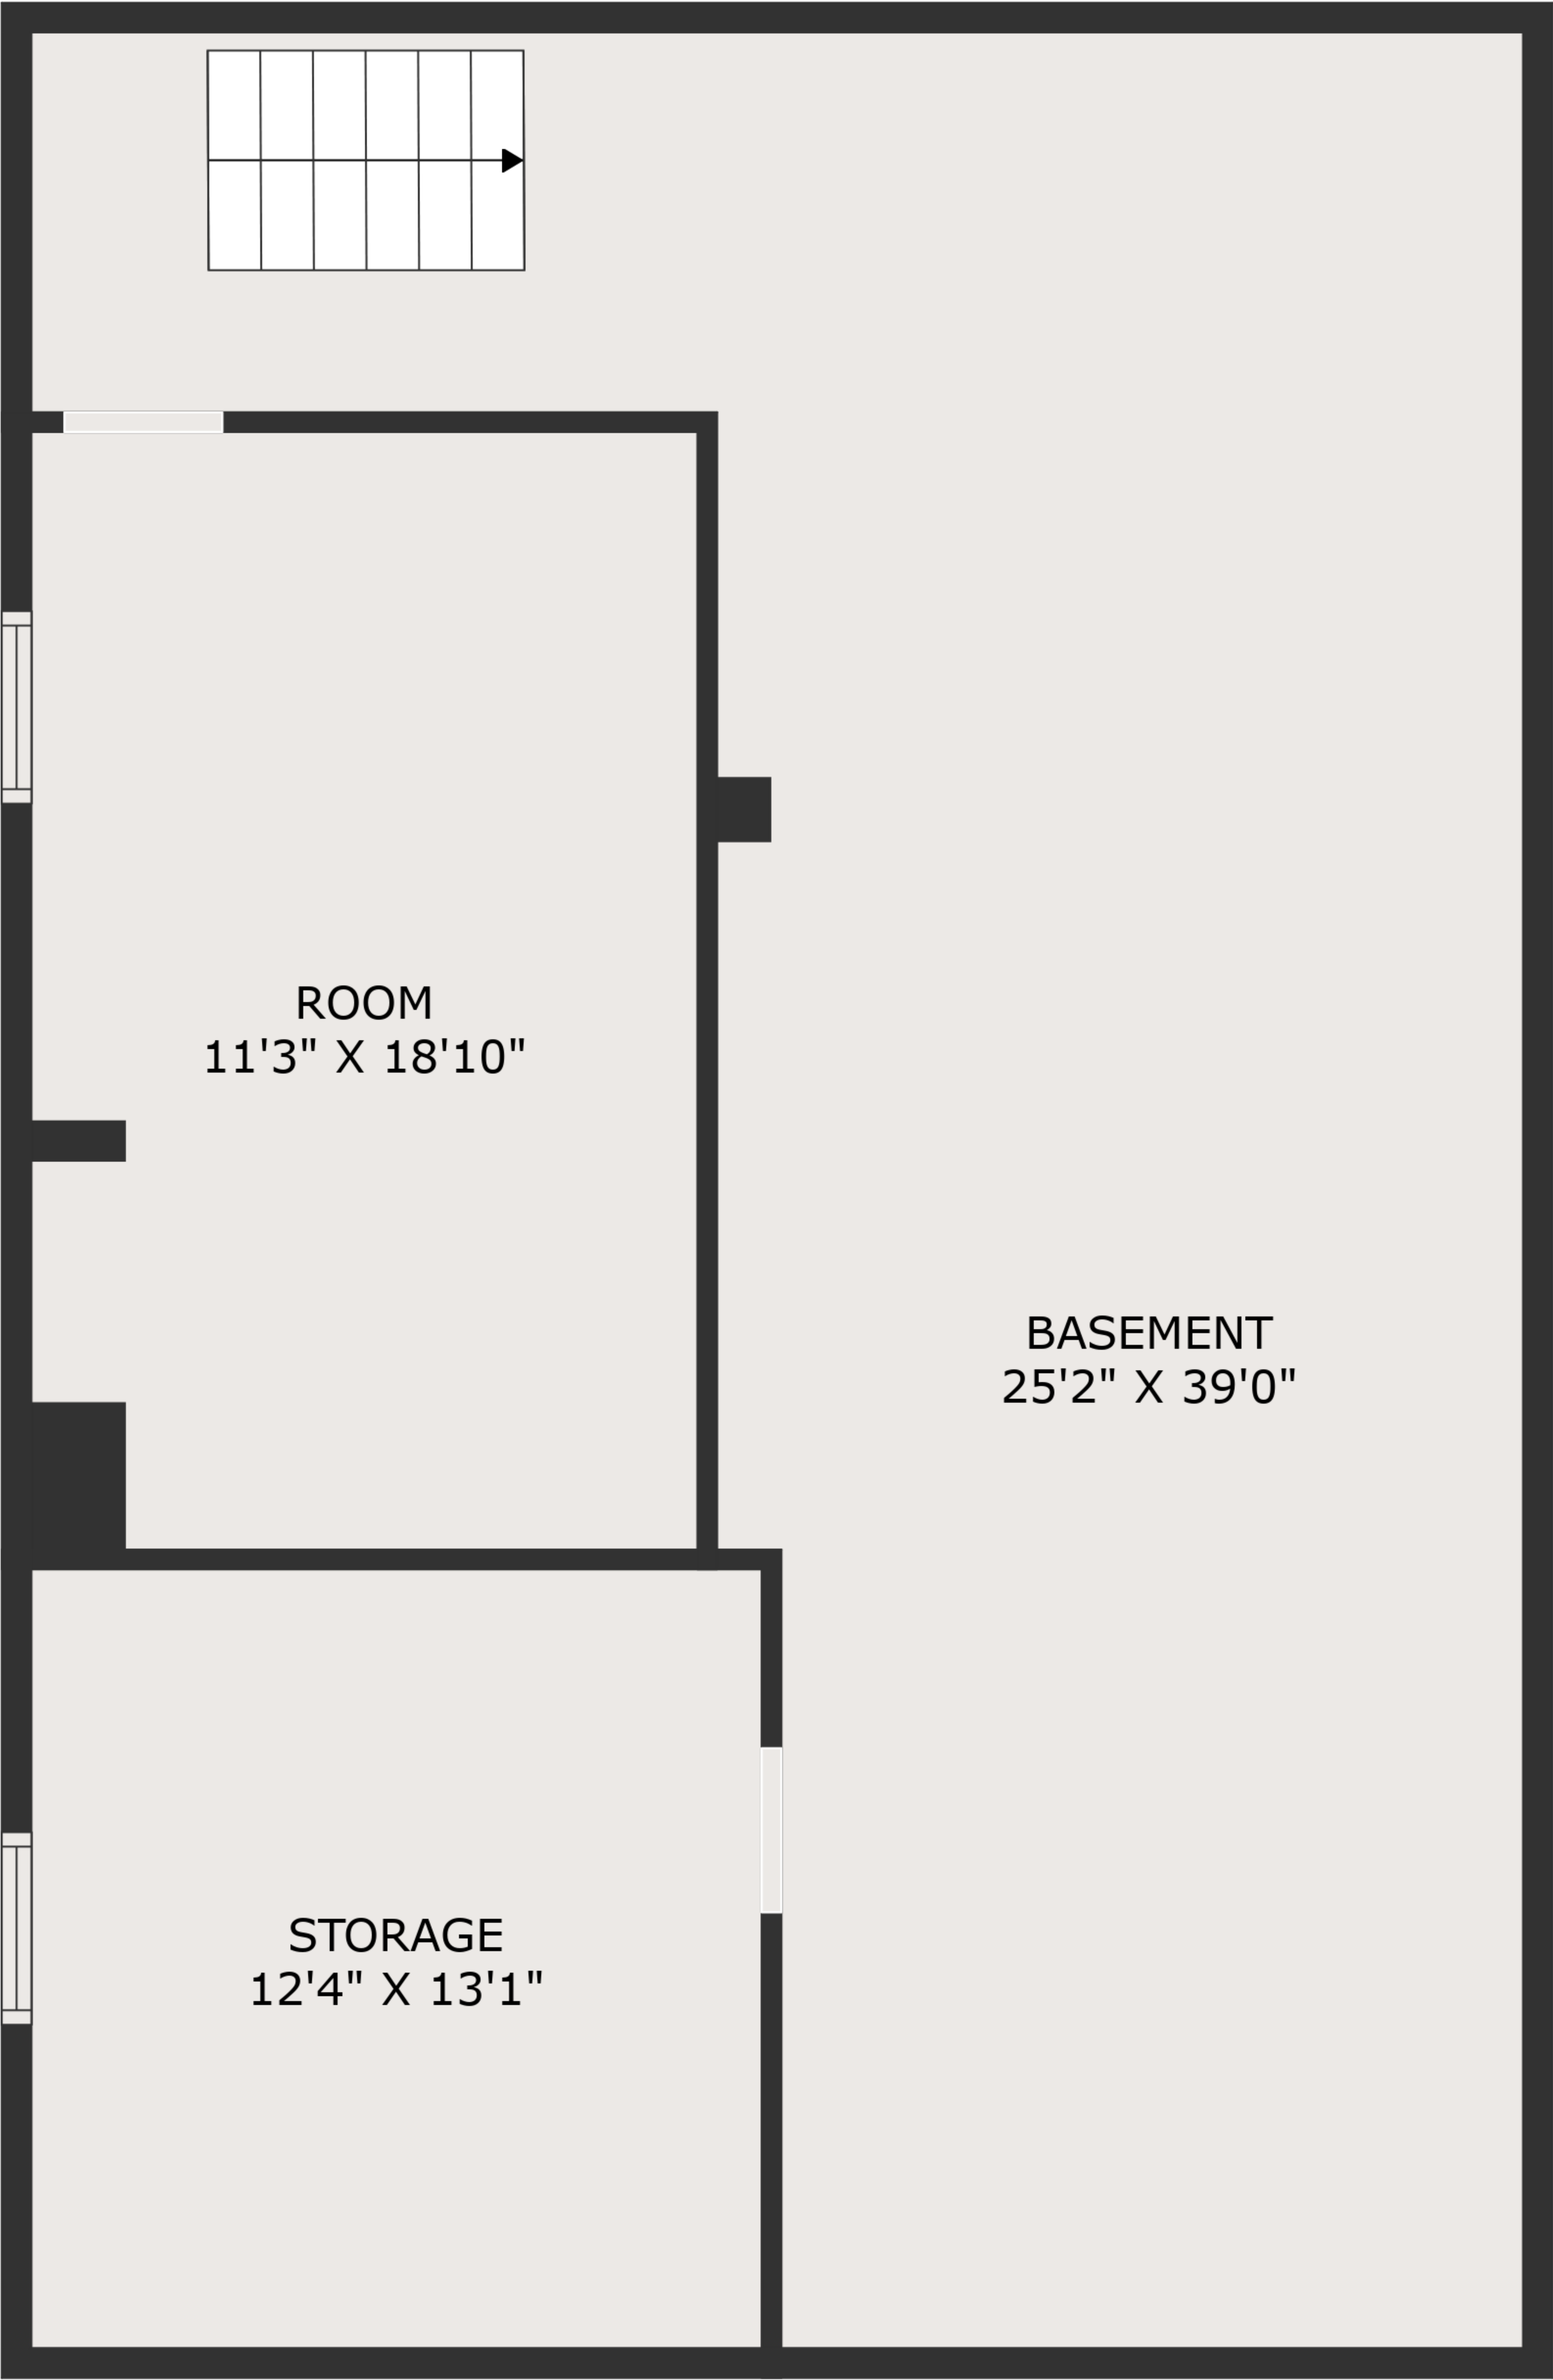 ROOM
11'3" X 18'10"
BASEMENT
25'2" X 39'0"
STORAGE
12'4" X 13'1"